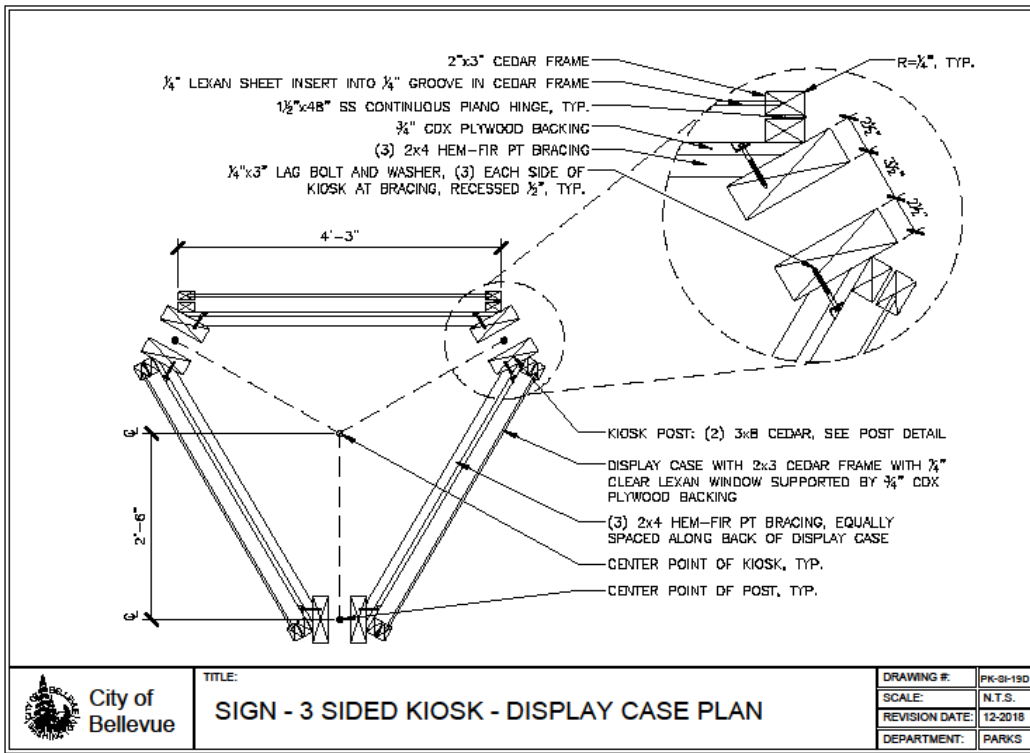 2"x3" CEDAR FRAME
R=¼", TYP.
¼" LEXAN SHEET INSERT INTO ¼" GROOVE IN CEDAR FRAME
1½"x48" SS CONTINUOUS PIANO HINGE, TYP.
¾" CDX PLYWOOD BACKING
(3) 2x4 HEM-FIR PT BRACING
¼"x3" LAG BOLT AND WASHER, (3) EACH SIDE OF
KIOSK AT BRACING, RECESSED ½", TYP.
2½"
3½"
2½"
4'-3"
KIOSK POST: (2) 3x8 CEDAR, SEE POST DETAIL
DISPLAY CASE WITH 2x3 CEDAR FRAME WITH ¼"
CLEAR LEXAN WINDOW SUPPORTED BY ¾" CDX
PLYWOOD BACKING
(3) 2x4 HEM-FIR PT BRACING, EQUALLY
SPACED ALONG BACK OF DISPLAY CASE
CENTER POINT OF KIOSK, TYP.
CENTER POINT OF POST, TYP.
℄
2'-6"
℄
City of
Bellevue
TITLE:
SIGN - 3 SIDED KIOSK - DISPLAY CASE PLAN
DRAWING #: PK-SI-19D
SCALE: N.T.S.
REVISION DATE: 12-2018
DEPARTMENT: PARKS